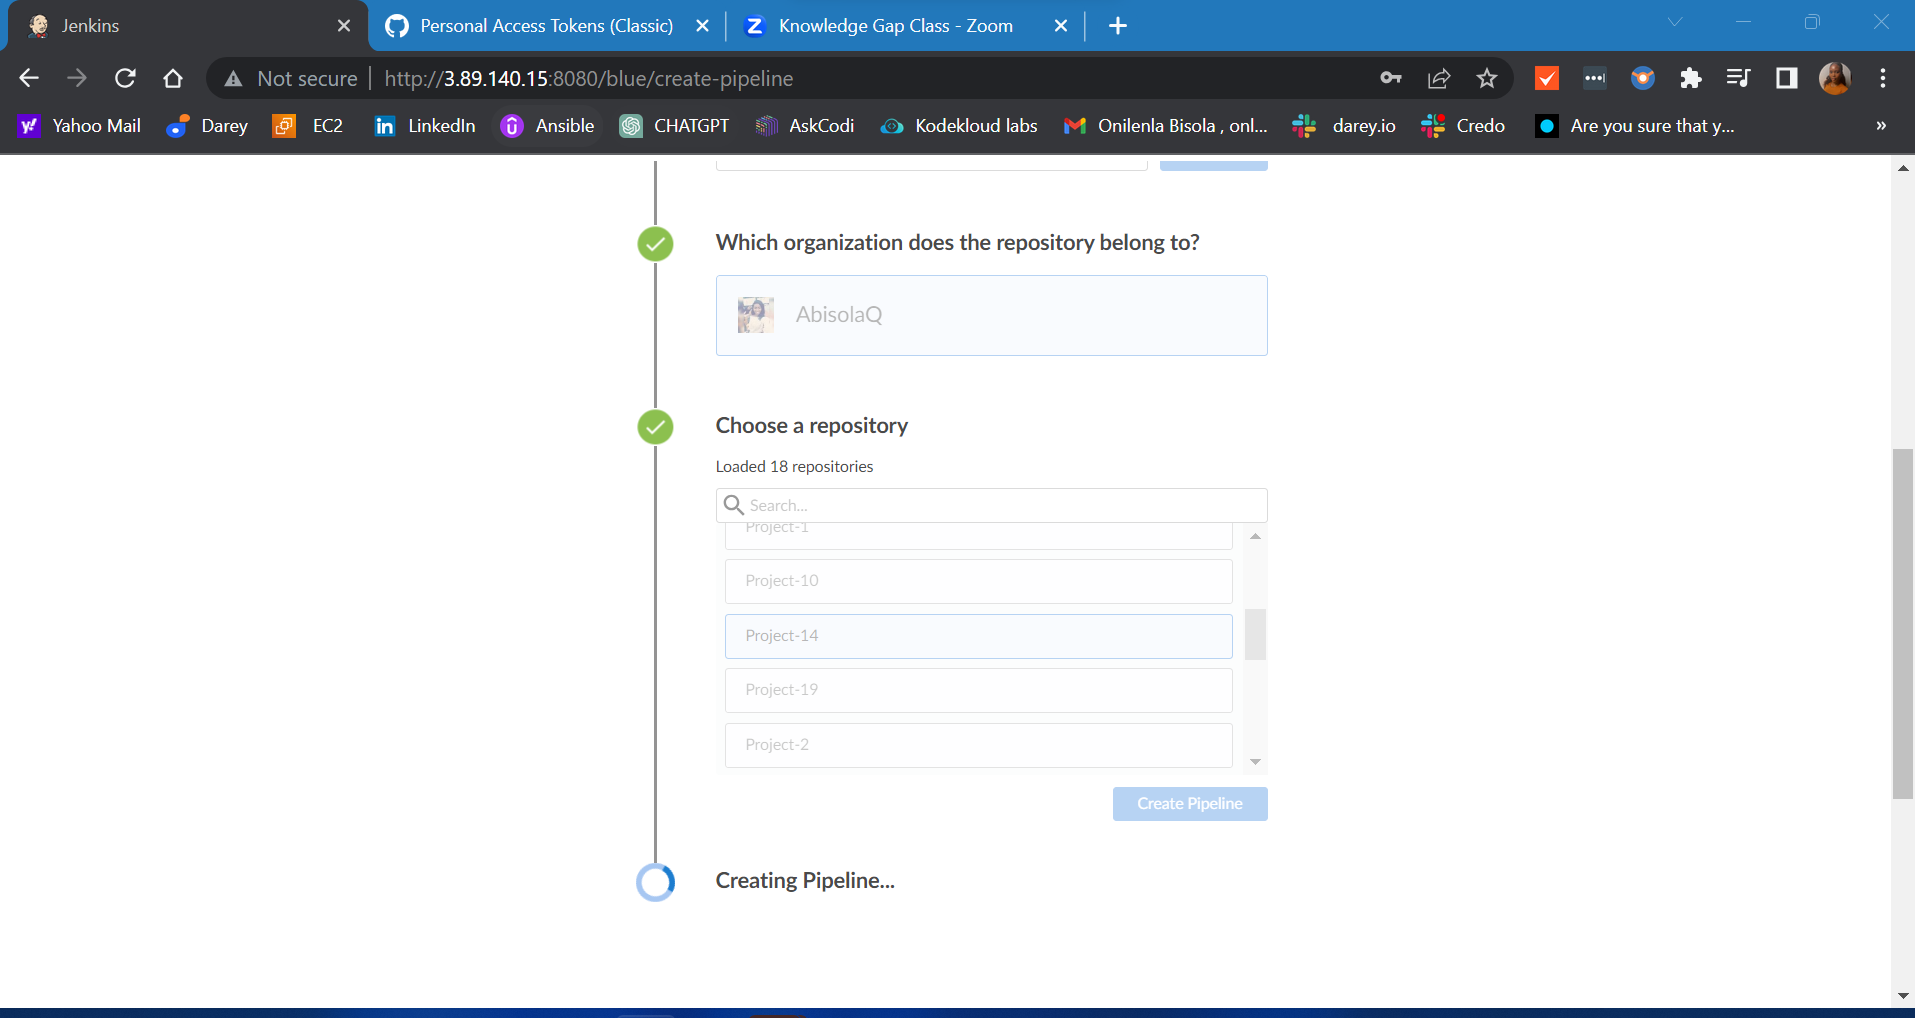 Jenkins
Personal Access Tokens (Classic)
Knowledge Gap Class - Zoom
Not secure
http://3.89.140.15:8080/blue/create-pipeline
Yahoo Mail
Darey
EC2
LinkedIn
Ansible
CHATGPT
AskCodi
Kodekloud labs
Onilenla Bisola , onl...
darey.io
Credo
Are you sure that y...
»
Which organization does the repository belong to?
AbisolaQ
Choose a repository
Loaded 18 repositories
Search...
Project-1
Project-10
Project-14
Project-19
Project-2
Create Pipeline
Creating Pipeline...